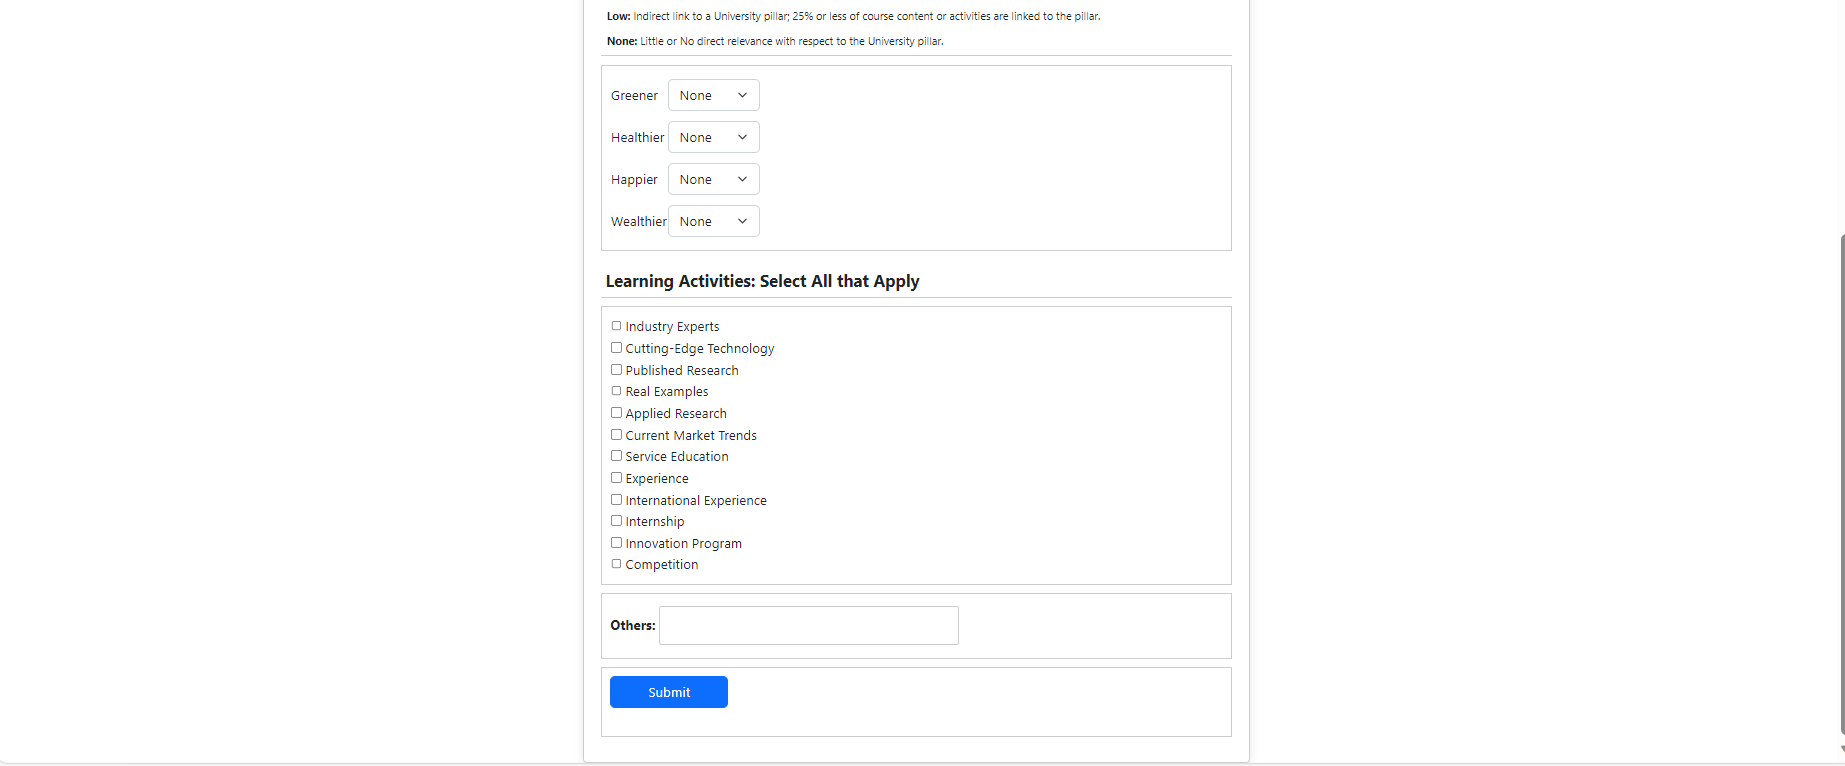 Low: Indirect link to a University pillar; 25% or less of course content or activities are linked to the pillar.
None: Little or No direct relevance with respect to the University pillar.
Greener None
Healthier None
Happier None
Wealthier None
Learning Activities: Select All that Apply
Industry Experts
Cutting-Edge Technology
Published Research
Real Examples
Applied Research
Current Market Trends
Service Education
Experience
International Experience
Internship
Innovation Program
Competition
Others:
Submit